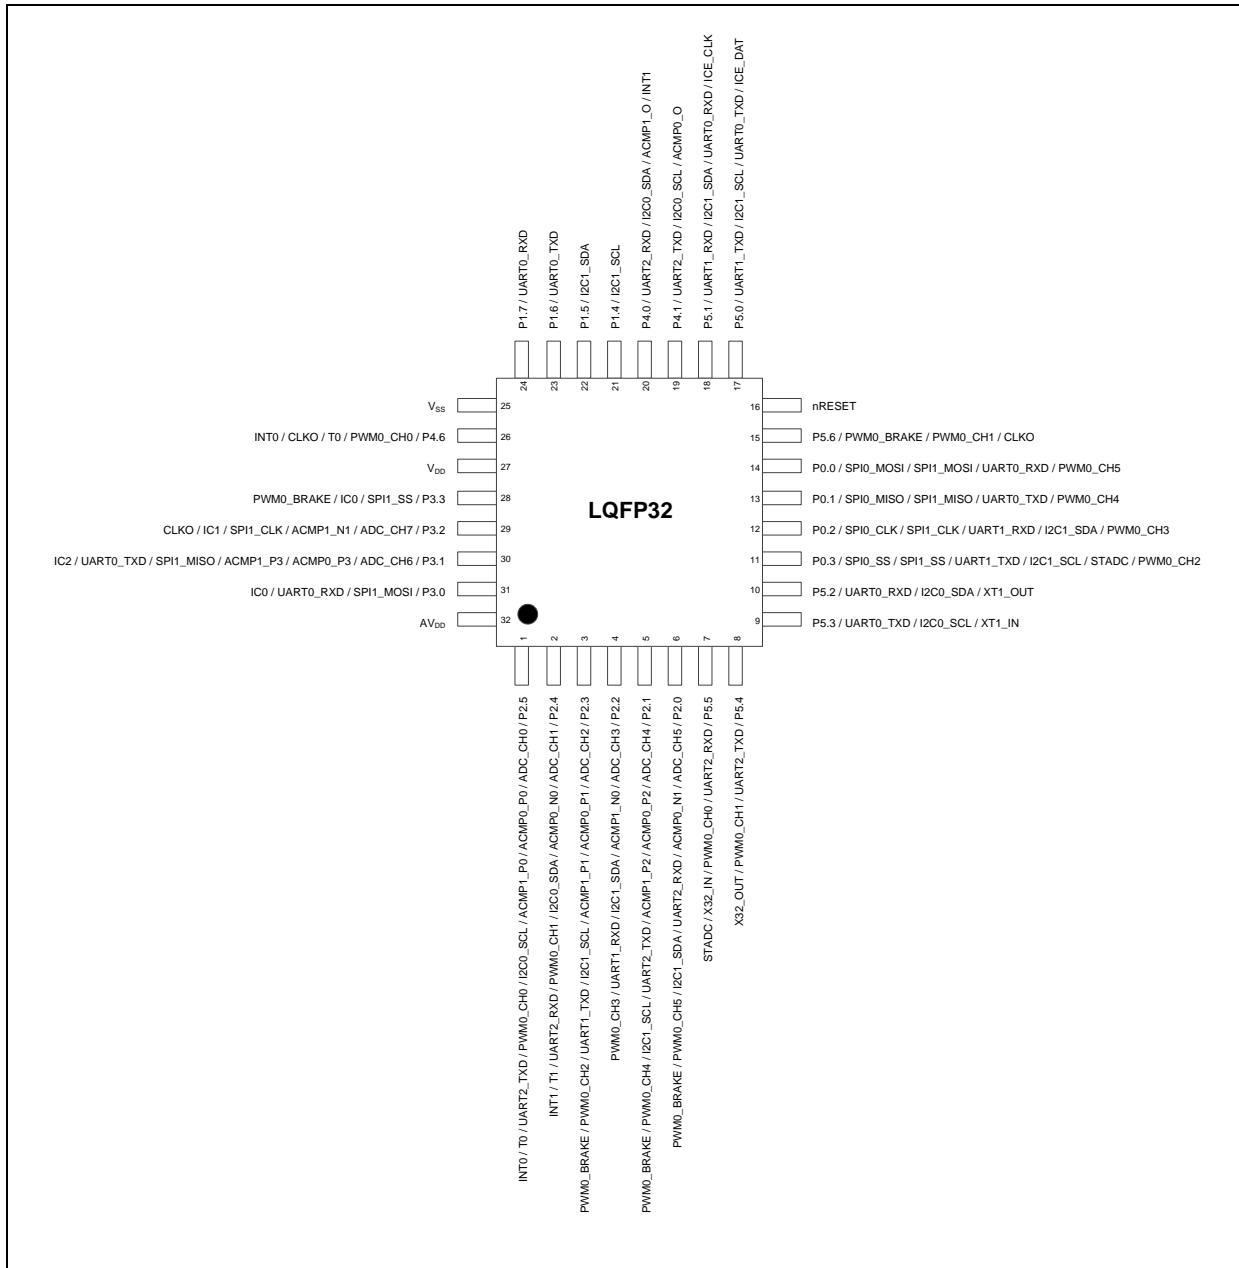 P1.7 / UART0_RXD
P1.6 / UART0_TXD
P1.5 / I2C1_SDA
P1.4 / I2C1_SCL
P4.0 / UART2_RXD / I2C0_SDA / ACMP1_O / INT1
P4.1 / UART2_TXD / I2C0_SCL / ACMP0_O
P5.1 / UART1_RXD / I2C1_SDA / UART0_RXD / ICE_CLK
P5.0 / UART1_TXD / I2C1_SCL / UART0_TXD / ICE_DAT
24
23
22
21
20
19
18
17
VSS 25
INT0 / CLKO / T0 / PWM0_CH0 / P4.6 26
VDD 27
PWM0_BRAKE / IC0 / SPI1_SS / P3.3 28
CLKO / IC1 / SPI1_CLK / ACMP1_N1 / ADC_CH7 / P3.2 29
IC2 / UART0_TXD / SPI1_MISO / ACMP1_P3 / ACMP0_P3 / ADC_CH6 / P3.1 30
IC0 / UART0_RXD / SPI1_MOSI / P3.0 31
AVDD 32
LQFP32
16 nRESET
15 P5.6 / PWM0_BRAKE / PWM0_CH1 / CLKO
14 P0.0 / SPI0_MOSI / SPI1_MOSI / UART0_RXD / PWM0_CH5
13 P0.1 / SPI0_MISO / SPI1_MISO / UART0_TXD / PWM0_CH4
12 P0.2 / SPI0_CLK / SPI1_CLK / UART1_RXD / I2C1_SDA / PWM0_CH3
11 P0.3 / SPI0_SS / SPI1_SS / UART1_TXD / I2C1_SCL / STADC / PWM0_CH2
10 P5.2 / UART0_RXD / I2C0_SDA / XT1_OUT
9 P5.3 / UART0_TXD / I2C0_SCL / XT1_IN
1
2
3
4
5
6
7
8
INT0 / T0 / UART2_TXD / PWM0_CH0 / I2C0_SCL / ACMP1_P0 / ACMP0_P0 / ADC_CH0 / P2.5
INT1 / T1 / UART2_RXD / PWM0_CH1 / I2C0_SDA / ACMP0_N0 / ADC_CH1 / P2.4
PWM0_BRAKE / PWM0_CH2 / UART1_TXD / I2C1_SCL / ACMP1_P1 / ACMP0_P1 / ADC_CH2 / P2.3
PWM0_CH3 / UART1_RXD / I2C1_SDA / ACMP1_N0 / ADC_CH3 / P2.2
PWM0_BRAKE / PWM0_CH4 / I2C1_SCL / UART2_TXD / ACMP1_P2 / ACMP0_P2 / ADC_CH4 / P2.1
PWM0_BRAKE / PWM0_CH5 / I2C1_SDA / UART2_RXD / ACMP0_N1 / ADC_CH5 / P2.0
STADC / X32_IN / PWM0_CH0 / UART2_RXD / P5.5
X32_OUT / PWM0_CH1 / UART2_TXD / P5.4